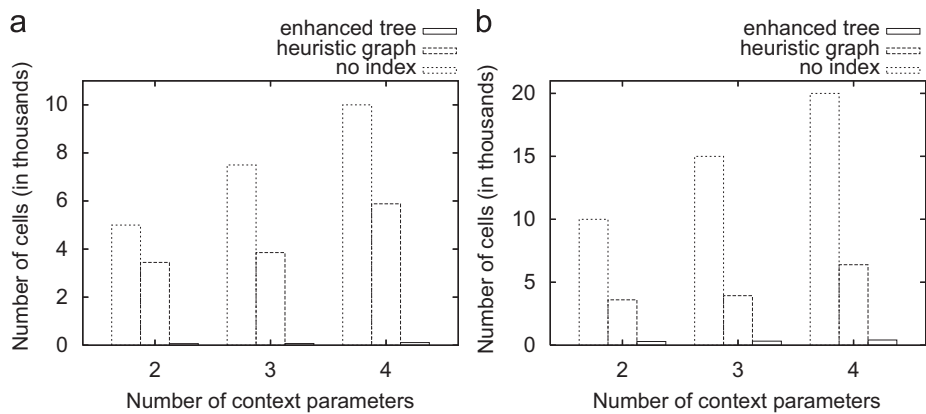 a
enhanced tree
heuristic graph
no index
Number of cells (in thousands)
10
8
6
4
2
0
2 3 4
Number of context parameters
b
enhanced tree
heuristic graph
no index
Number of cells (in thousands)
20
15
10
5
0
2 3 4
Number of context parameters